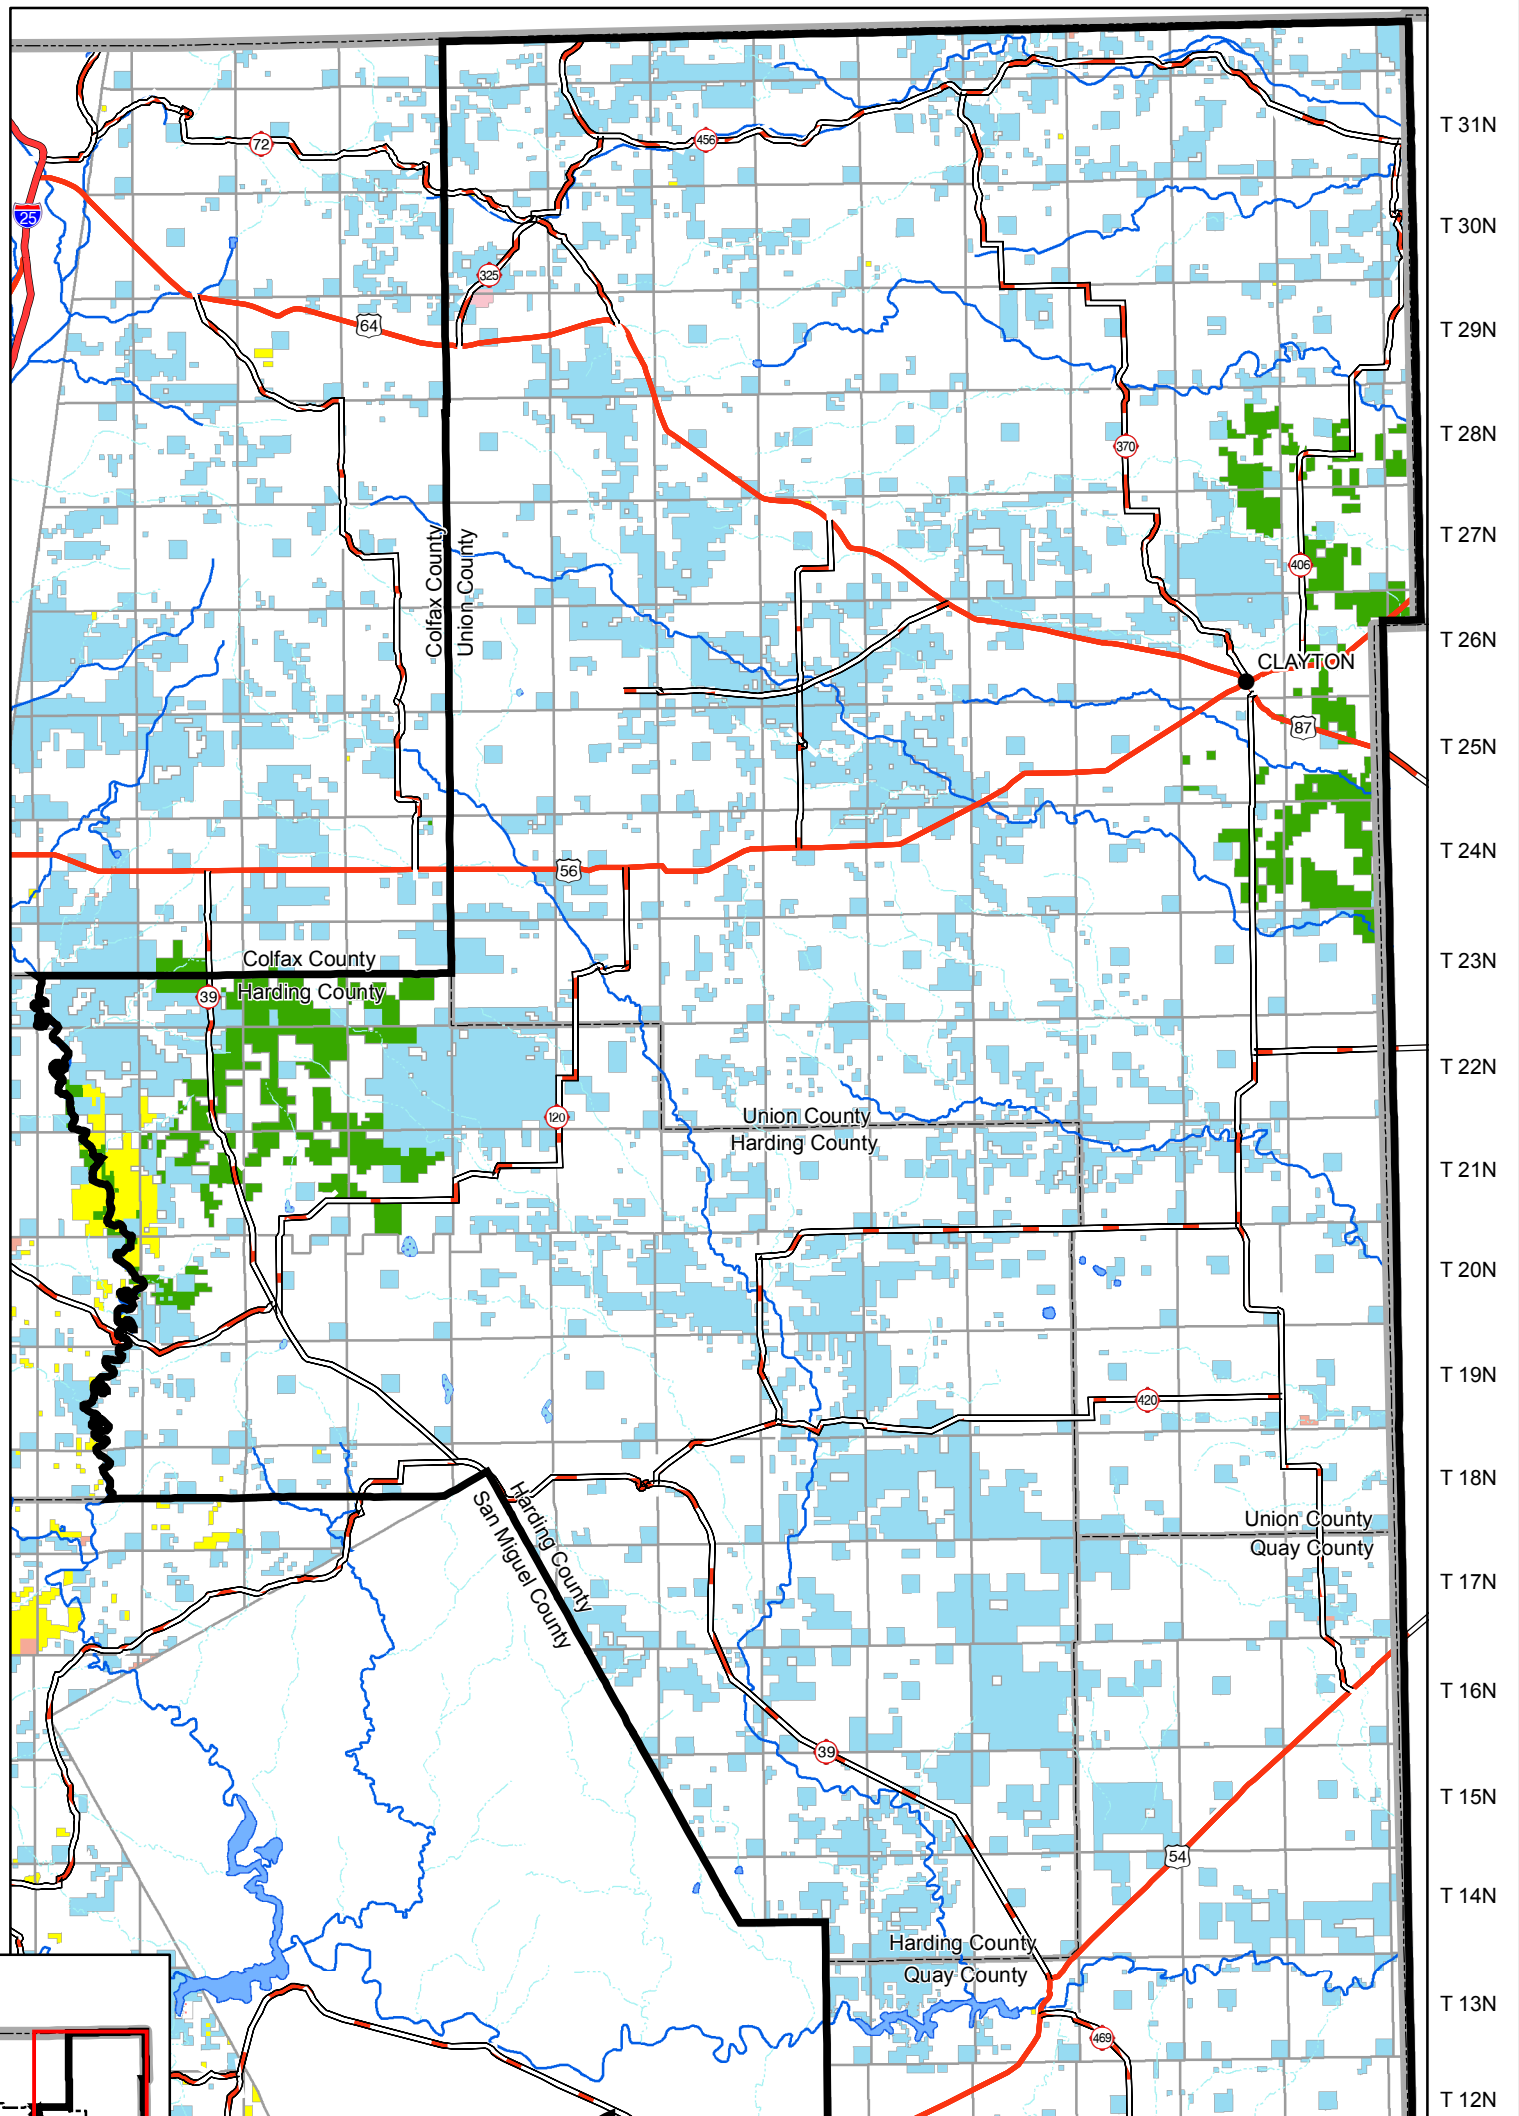 T 31N
72
456
25
T 30N
325
64
T 29N
T 28N
370
Colfax County
Union County
T 27N
406
T 26N
CLAYTON
87
T 25N
T 24N
56
Colfax County
T 23N
39
Harding County
T 22N
120
Union County
Harding County
T 21N
T 20N
T 19N
420
T 18N
Harding County
San Miguel County
Union County
Quay County
T 17N
T 16N
39
T 15N
54
T 14N
Harding County
Quay County
T 13N
469
T 12N